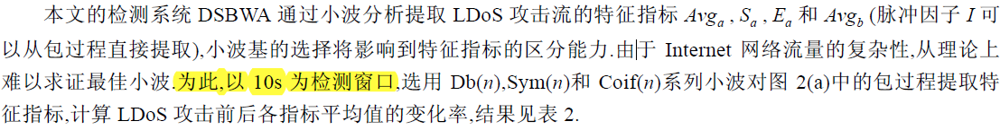 本文的检测系统 DSBWA 通过小波分析提取 LDoS 攻击流的特征指标 Avgₐ, Sₐ, Eₐ 和 Avg_b (脉冲因子 I 可
以从包过程直接提取),小波基的选择将影响到特征指标的区分能力.由于 Internet 网络流量的复杂性,从理论上
难以求证最佳小波.为此,以 10s 为检测窗口,选用 Db(n),Sym(n)和 Coif(n)系列小波对图 2(a)中的包过程提取特
征指标,计算 LDoS 攻击前后各指标平均值的变化率,结果见表 2.